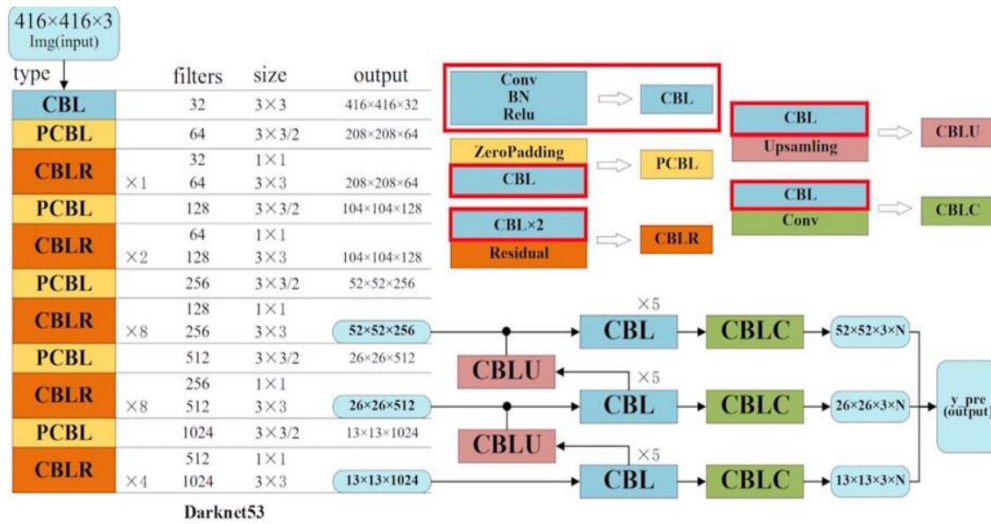 416×416×3
Img(input)
type filters size output
CBL 32 3×3 416×416×32
PCBL 64 3×3/2 208×208×64
32 1×1
CBLR ×1 64 3×3 208×208×64
PCBL 128 3×3/2 104×104×128
64 1×1
CBLR ×2 128 3×3 104×104×128
PCBL 256 3×3/2 52×52×256
128 1×1
CBLR ×8 256 3×3 52×52×256
PCBL 512 3×3/2 26×26×512
256 1×1
CBLR ×8 512 3×3 26×26×512
PCBL 1024 3×3/2 13×13×1024
512 1×1
CBLR ×4 1024 3×3 13×13×1024
Darknet53
Conv
BN
Relu
CBL
ZeroPadding
CBL
PCBL
CBL×2
Residual
CBLR
CBL
Upsamling
CBLU
CBL
Conv
CBLC
×5
CBL CBLC 52×52×3×N
CBLU
×5
CBL CBLC 26×26×3×N
CBLU
×5
CBL CBLC 13×13×3×N
y_pre
(output)